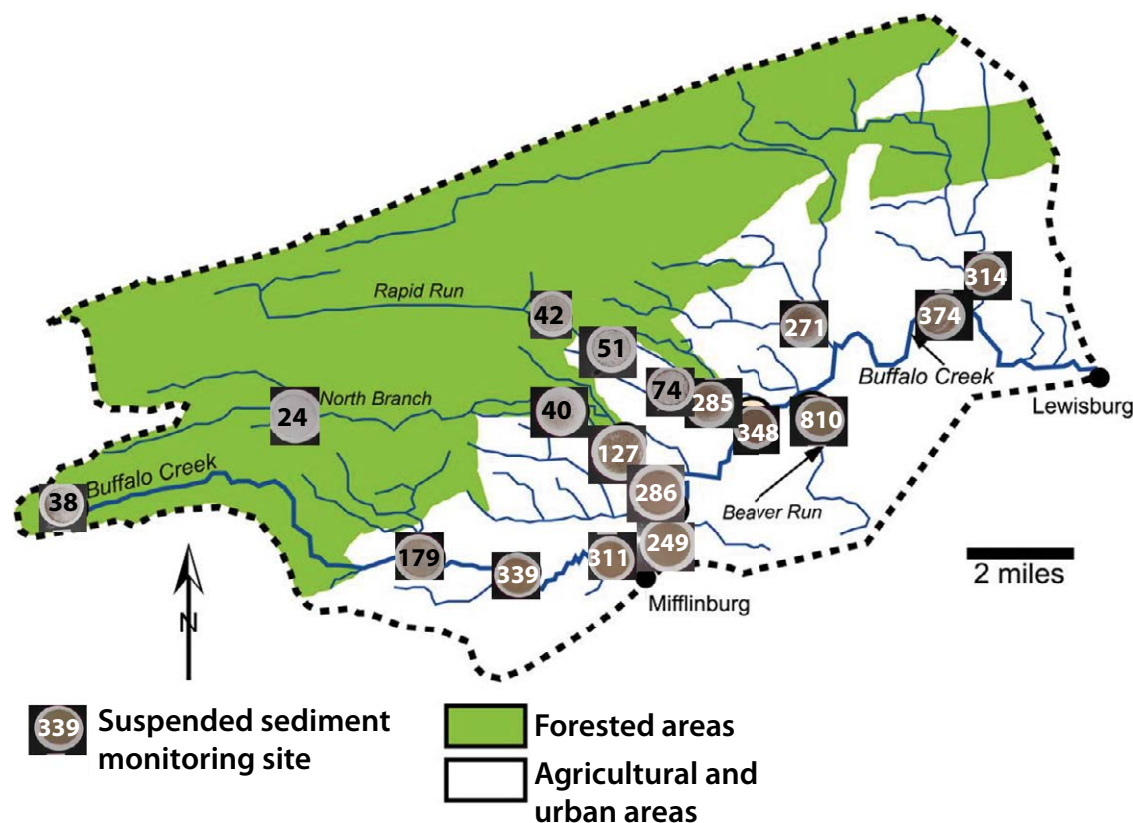 314
Rapid Run
42
374
271
51
Buffalo Creek
74
North Branch
285
Lewisburg
40
24
348
810
127
Buffalo Creek
286
38
Beaver Run
249
179
311
339
2 miles
Mifflinburg
N
339
Suspended sediment
monitoring site
Forested areas
Agricultural and
urban areas